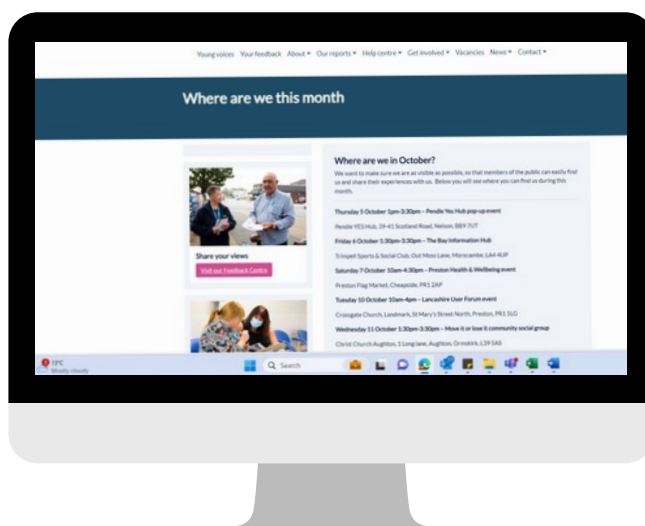 Young voices Your feedback About Our reports Help centre Get involved Vacancies News Contact
Where are we this month
Share your views
Visit our Feedback Centre
Where are we in October?
We want to make sure we are as visible as possible, so that members of the public can easily find
us and share their experiences with us. Below you will see where you can find us during this
month.
Thursday 5 October 1pm-3:30pm – Pendle Yes Hub pop-up event
Pendle YES Hub, 39-41 Scotland Road, Nelson, BB9 7UT
Friday 6 October 1:30pm-3:30pm – The Bay Information Hub
Trimpell Sports & Social Club, Out Moss Lane, Morecambe, LA4 4UP
Saturday 7 October 10am-4:30pm – Preston Health & Wellbeing event
Preston Flag Market, Cheapside, PR1 2AP
Tuesday 10 October 10am-4pm – Lancashire User Forum event
Crossgate Church, Landmark, St Mary's Street North, Preston, PR1 5LG
Wednesday 11 October 1:30pm-3:30pm – Move it or lose it community social group
Christ Church Aughton, 1 Long lane, Aughton, Ormskirk, L39 5AS
Mostly cloudy
Search